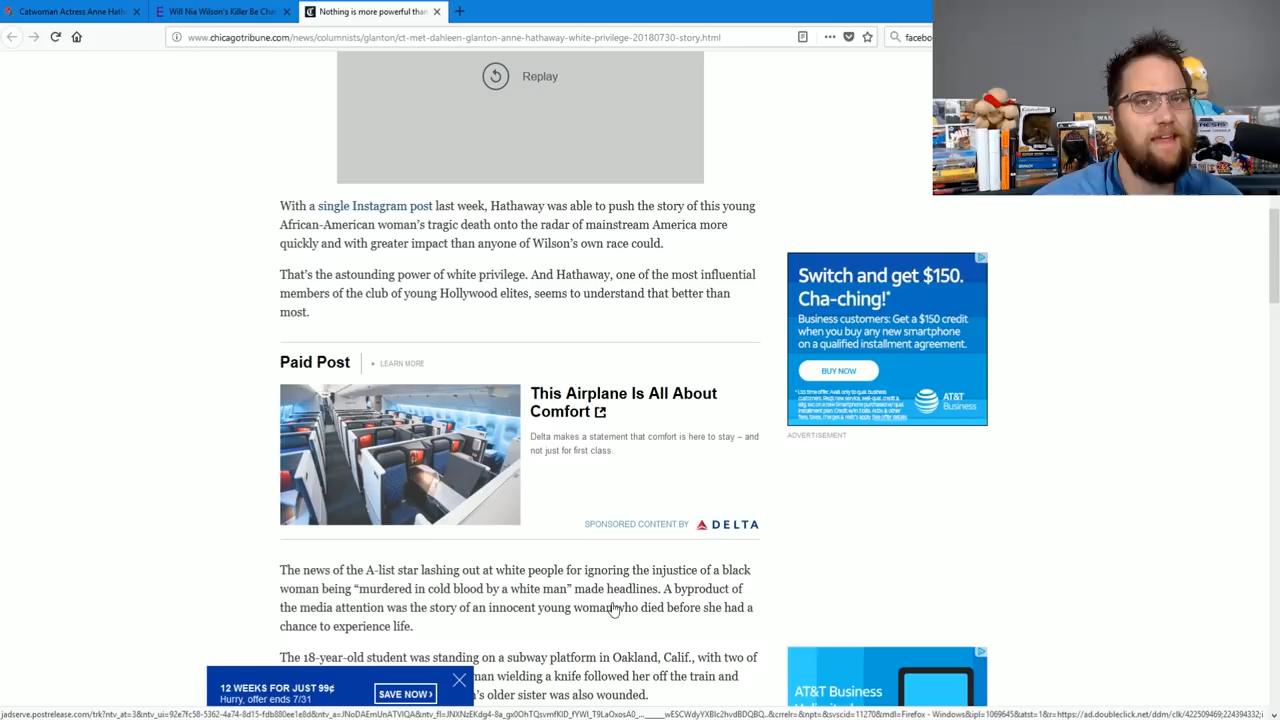 Catwoman Actress Anne Hath
Will Nia Wilson's Killer Be Cha
Nothing is more powerful than
www.chicagotribune.com/news/columnists/glanton/ct-met-dahleen-glanton-anne-hathaway-white-privilege-20180730-story.html
facebo
Replay
With a single Instagram post last week, Hathaway was able to push the story of this young
African-American woman's tragic death onto the radar of mainstream America more
quickly and with greater impact than anyone of Wilson's own race could.
That's the astounding power of white privilege. And Hathaway, one of the most influential
members of the club of young Hollywood elites, seems to understand that better than
most.
Paid Post
LEARN MORE
This Airplane Is All About
Comfort
Delta makes a statement that comfort is here to stay – and
not just for first class.
SPONSORED CONTENT BY DELTA
Switch and get $150.
Cha-ching!*
Business customers: Get a $150 credit
when you buy any new smartphone
on a qualified installment agreement.
BUY NOW
AT&T
Business
ADVERTISEMENT
The news of the A-list star lashing out at white people for ignoring the injustice of a black
woman being “murdered in cold blood by a white man” made headlines. A byproduct of
the media attention was the story of an innocent young woman who died before she had a
chance to experience life.
The 18-year-old student was standing on a subway platform in Oakland, Calif., with two of
man wielding a knife followed her off the train and
's older sister was also wounded.
12 WEEKS FOR JUST 99¢
Hurry, offer ends 7/31
SAVE NOW ›
AT&T Business
GENESIS